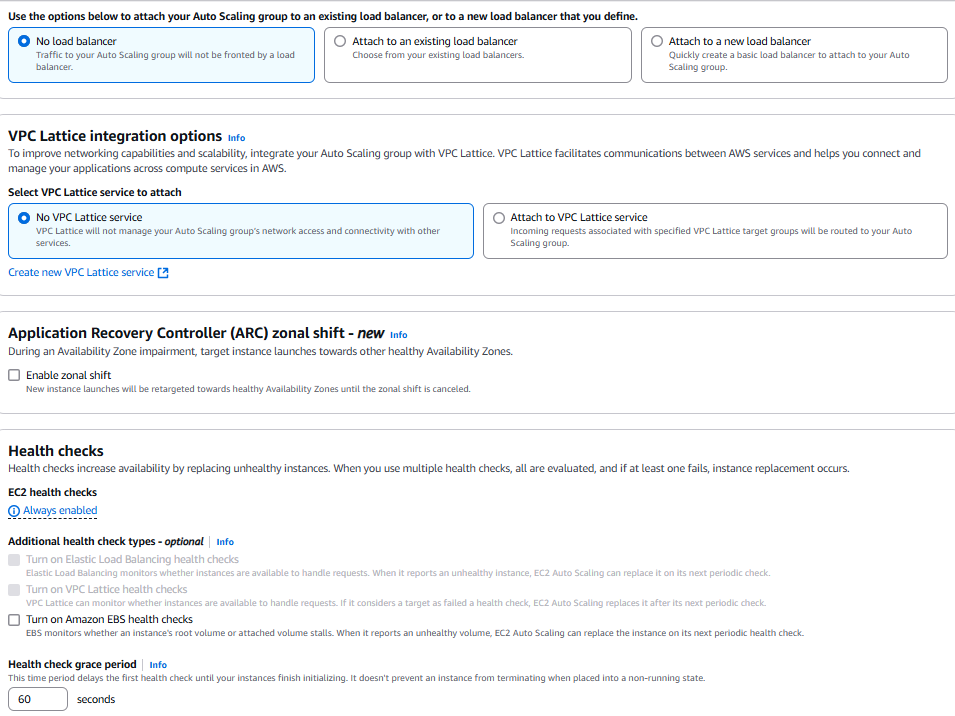 Use the options below to attach your Auto Scaling group to an existing load balancer, or to a new load balancer that you define.
No load balancer
Traffic to your Auto Scaling group will not be fronted by a load
balancer.
Attach to an existing load balancer
Choose from your existing load balancers.
Attach to a new load balancer
Quickly create a basic load balancer to attach to your Auto
Scaling group.
VPC Lattice integration options Info
To improve networking capabilities and scalability, integrate your Auto Scaling group with VPC Lattice. VPC Lattice facilitates communications between AWS services and helps you connect and
manage your applications across compute services in AWS.
Select VPC Lattice service to attach
No VPC Lattice service
VPC Lattice will not manage your Auto Scaling group's network access and connectivity with other
services.
Attach to VPC Lattice service
Incoming requests associated with specified VPC Lattice target groups will be routed to your Auto
Scaling group.
Create new VPC Lattice service
Application Recovery Controller (ARC) zonal shift - new Info
During an Availability Zone impairment, target instance launches towards other healthy Availability Zones.
Enable zonal shift
New instance launches will be retargeted towards healthy Availability Zones until the zonal shift is canceled.
Health checks
Health checks increase availability by replacing unhealthy instances. When you use multiple health checks, all are evaluated, and if at least one fails, instance replacement occurs.
EC2 health checks
Always enabled
Additional health check types - optional Info
Turn on Elastic Load Balancing health checks
Elastic Load Balancing monitors whether instances are available to handle requests. When it reports an unhealthy instance, EC2 Auto Scaling can replace it on its next periodic check.
Turn on VPC Lattice health checks
VPC Lattice can monitor whether instances are available to handle requests. If it considers a target as failed a health check, EC2 Auto Scaling replaces it after its next periodic check.
Turn on Amazon EBS health checks
EBS monitors whether an instance's root volume or attached volume stalls. When it reports an unhealthy volume, EC2 Auto Scaling can replace the instance on its next periodic health check.
Health check grace period Info
This time period delays the first health check until your instances finish initializing. It doesn't prevent an instance from terminating when placed into a non-running state.
60 seconds